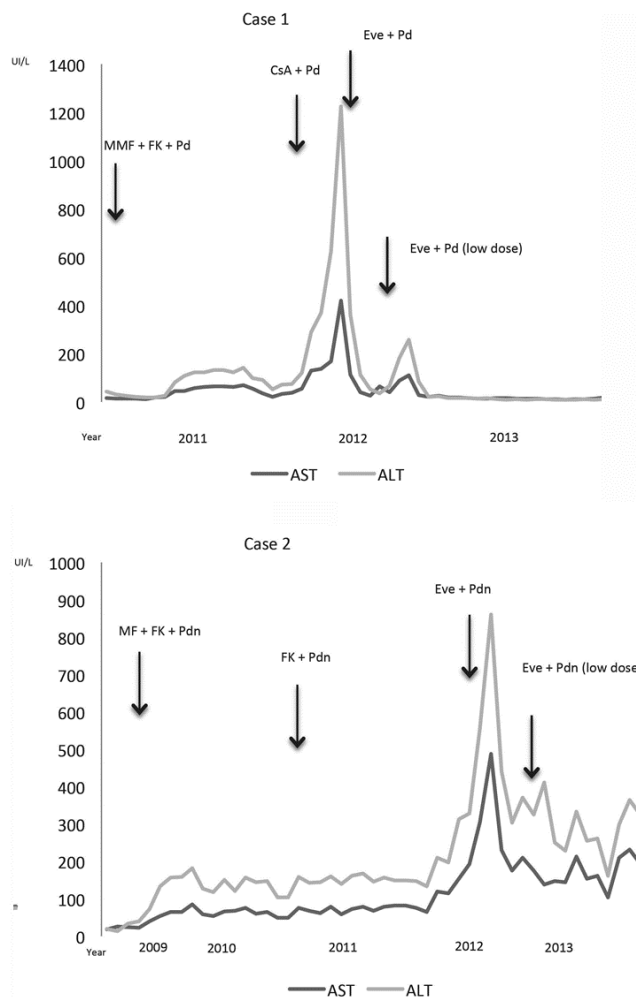 Case 1
Eve + Pd
UI/L
CsA + Pd
1400
1200
MMF + FK + Pd
1000
800
Eve + Pd (low dose)
600
400
200
0
Year 2011 2012 2013
AST ALT
Case 2
UI/L
1000
Eve + Pdn
900
MF + FK + Pdn
800
FK + Pdn
Eve + Pdn (low dose
700
600
500
400
300
200
100
0
Year 2009 2010 2011 2012 2013
AST ALT